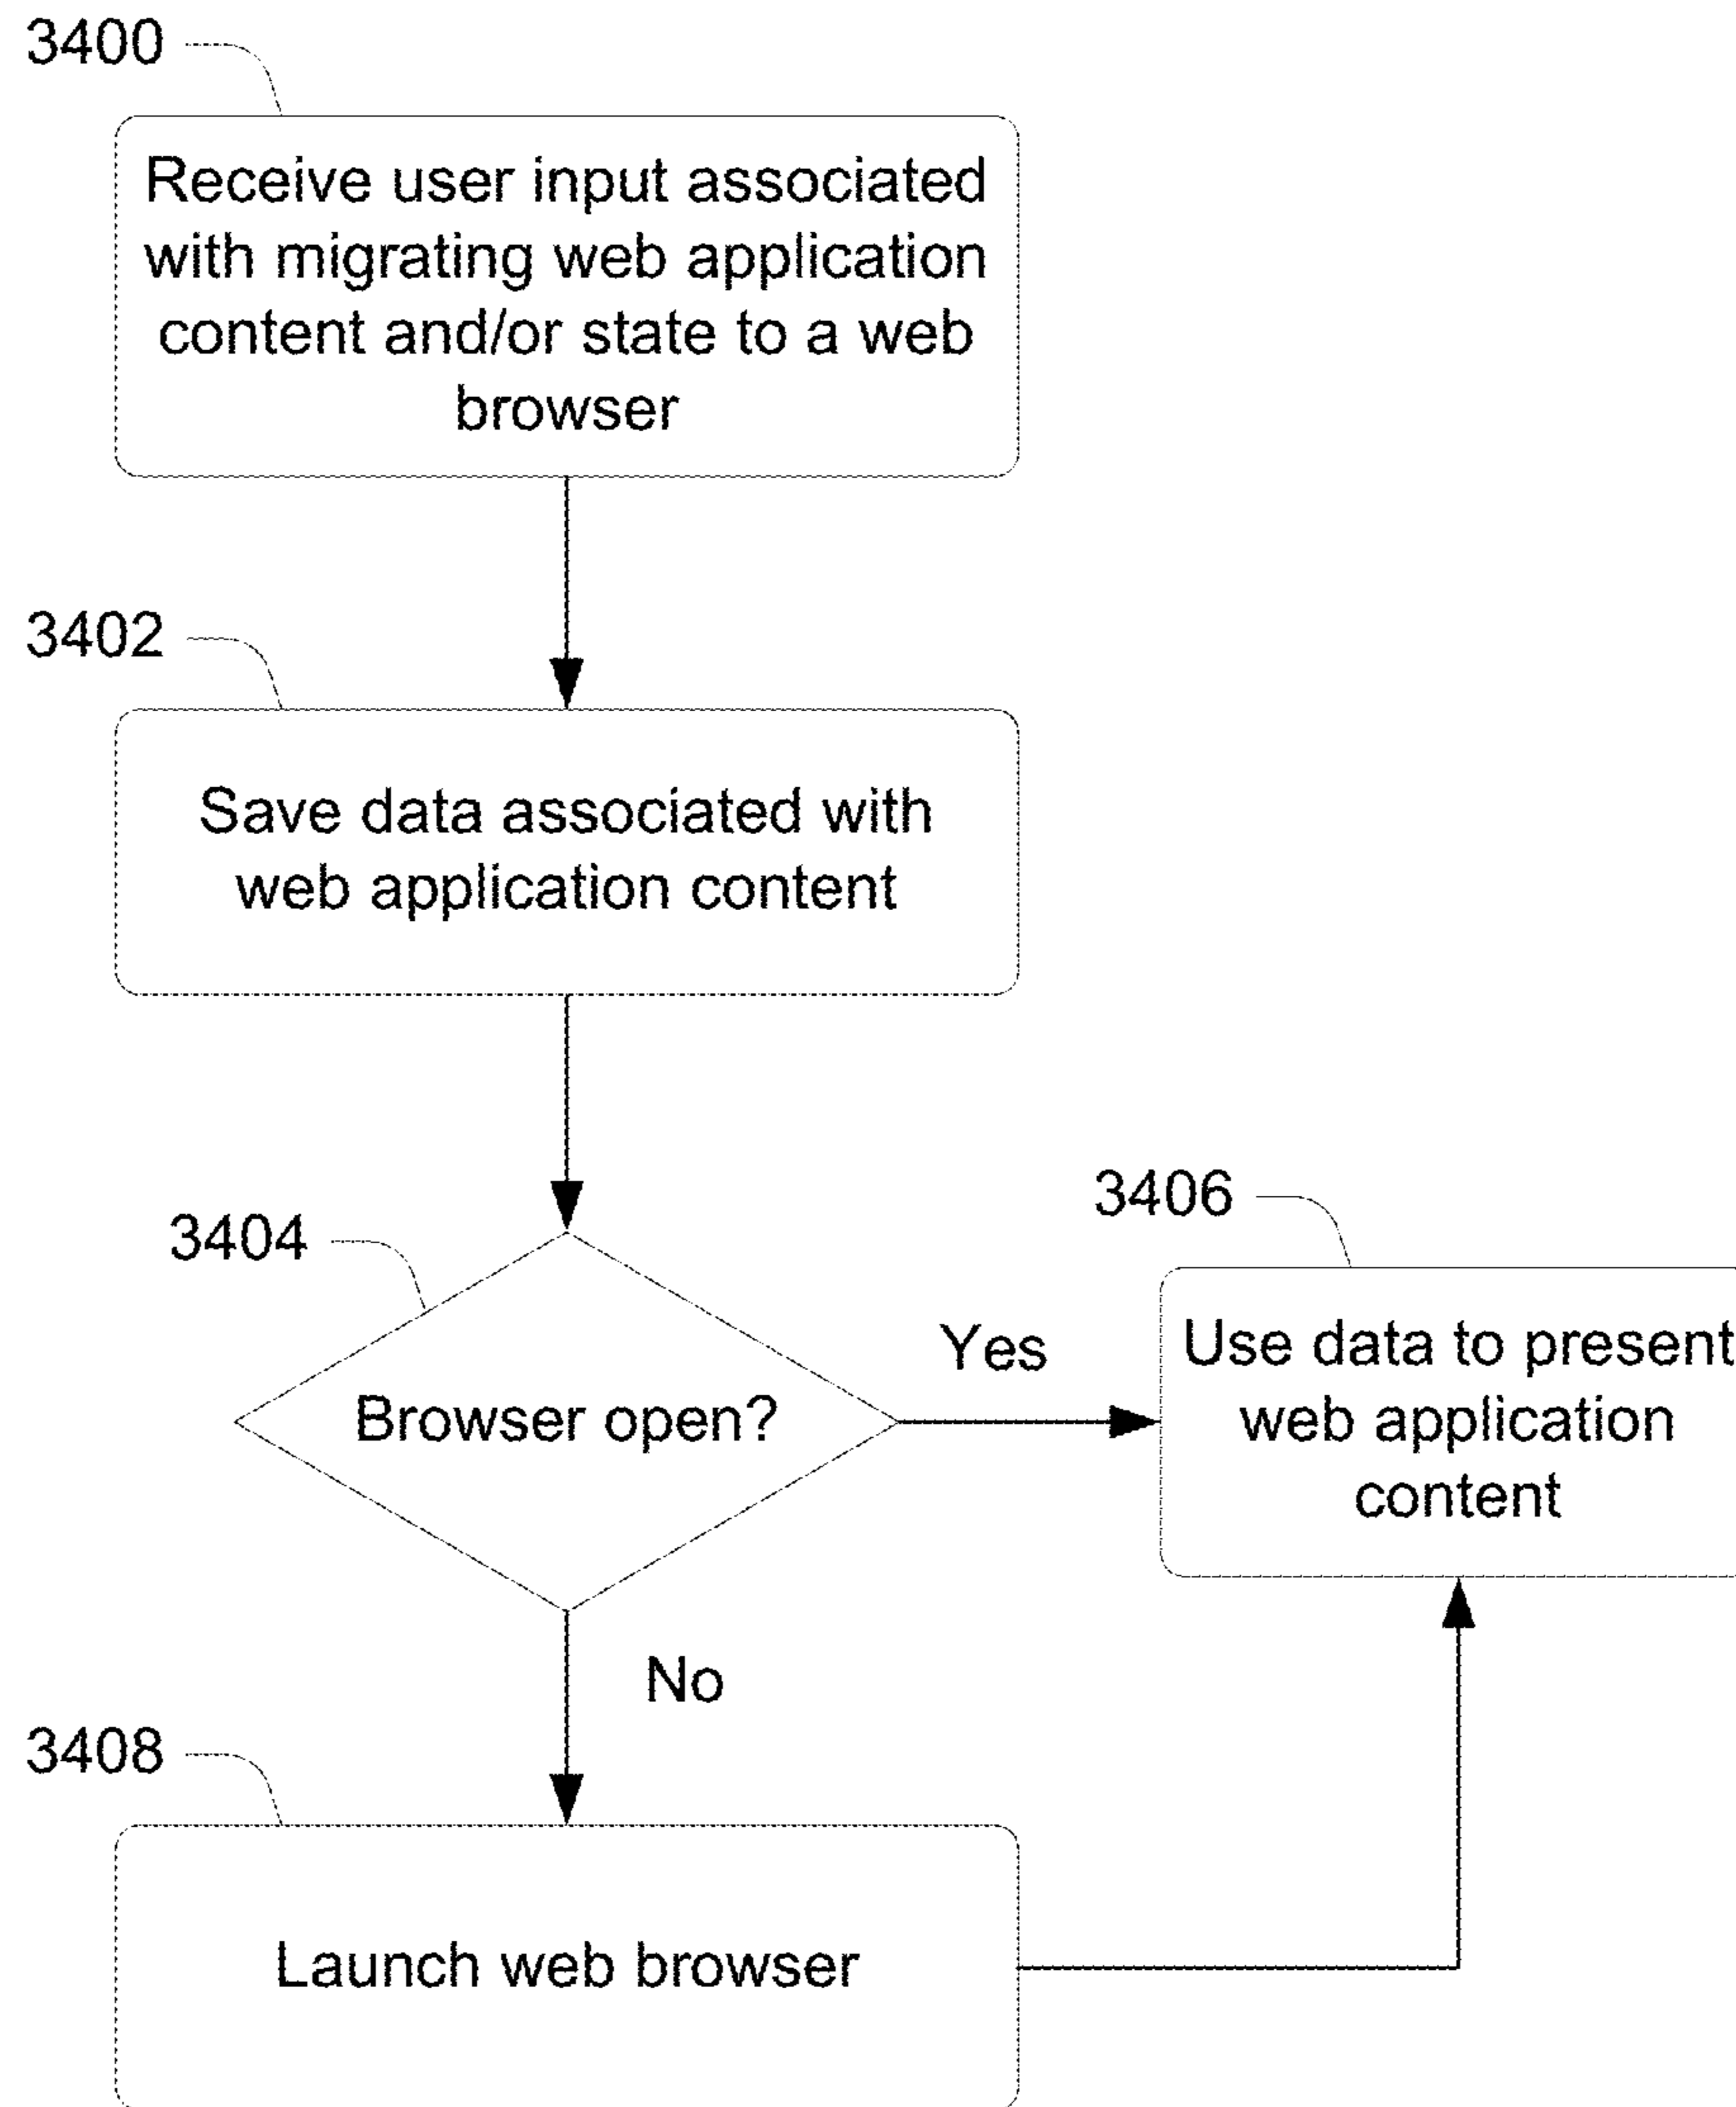 3400
Receive user input associated
with migrating web application
content and/or state to a web
browser
3402
Save data associated with
web application content
3404
Browser open?
Yes
3406
Use data to present
web application
content
No
3408
Launch web browser